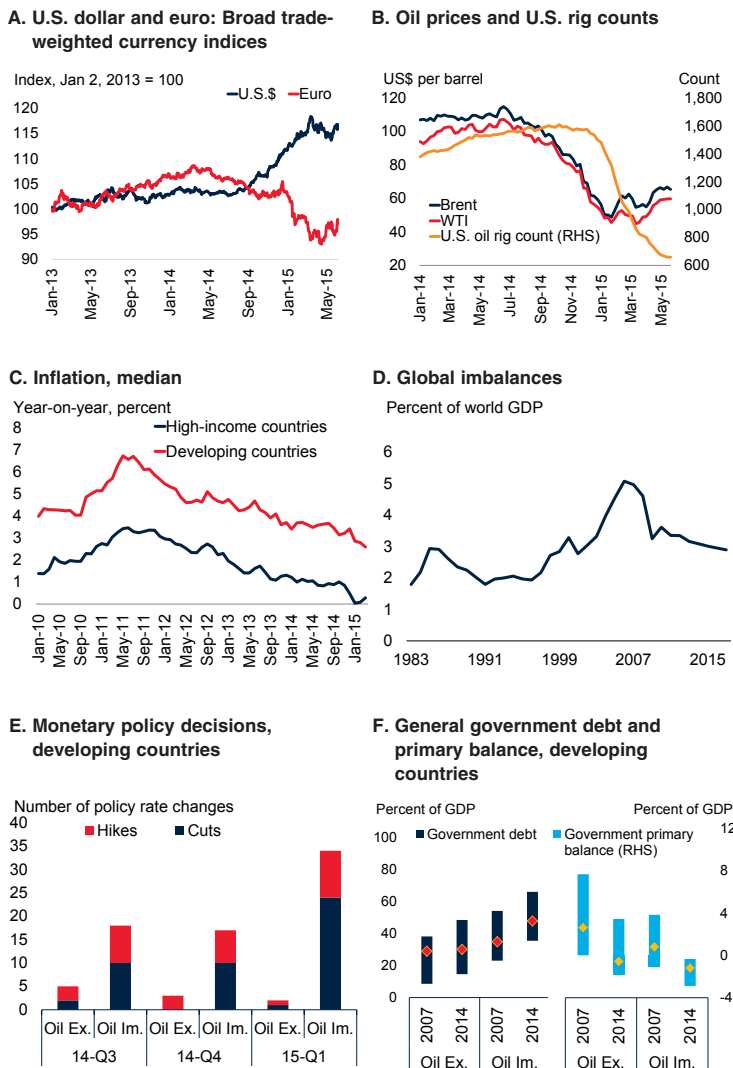 A. U.S. dollar and euro: Broad trade-
weighted currency indices
Index, Jan 2, 2013 = 100
U.S.$
Euro
120
115
110
105
100
95
90
Jan-13
May-13
Sep-13
Jan-14
May-14
Sep-14
Jan-15
May-15
B. Oil prices and U.S. rig counts
US$ per barrel
Count
120
100
80
60
40
20
1,800
1,600
1,400
1,200
1,000
800
600
Brent
WTI
U.S. oil rig count (RHS)
Jan-14
Mar-14
May-14
Jul-14
Sep-14
Nov-14
Jan-15
Mar-15
May-15
C. Inflation, median
Year-on-year, percent
High-income countries
Developing countries
8
7
6
5
4
3
2
1
0
Jan-10
May-10
Sep-10
Jan-11
May-11
Sep-11
Jan-12
May-12
Sep-12
Jan-13
May-13
Sep-13
Jan-14
May-14
Sep-14
Jan-15
D. Global imbalances
Percent of world GDP
6
5
4
3
2
1
0
1983
1991
1999
2007
2015
E. Monetary policy decisions,
developing countries
Number of policy rate changes
Hikes
Cuts
40
35
30
25
20
15
10
5
0
Oil Ex. Oil Im. Oil Ex. Oil Im. Oil Ex. Oil Im.
14-Q3 14-Q4 15-Q1
F. General government debt and
primary balance, developing
countries
Percent of GDP
Percent of GDP
Government debt
Government primary
balance (RHS)
100
80
60
40
20
0
12
8
4
0
-4
2007
2014
2007
2014
2007
2014
2007
2014
Oil Ex. Oil Im. Oil Ex. Oil Im.